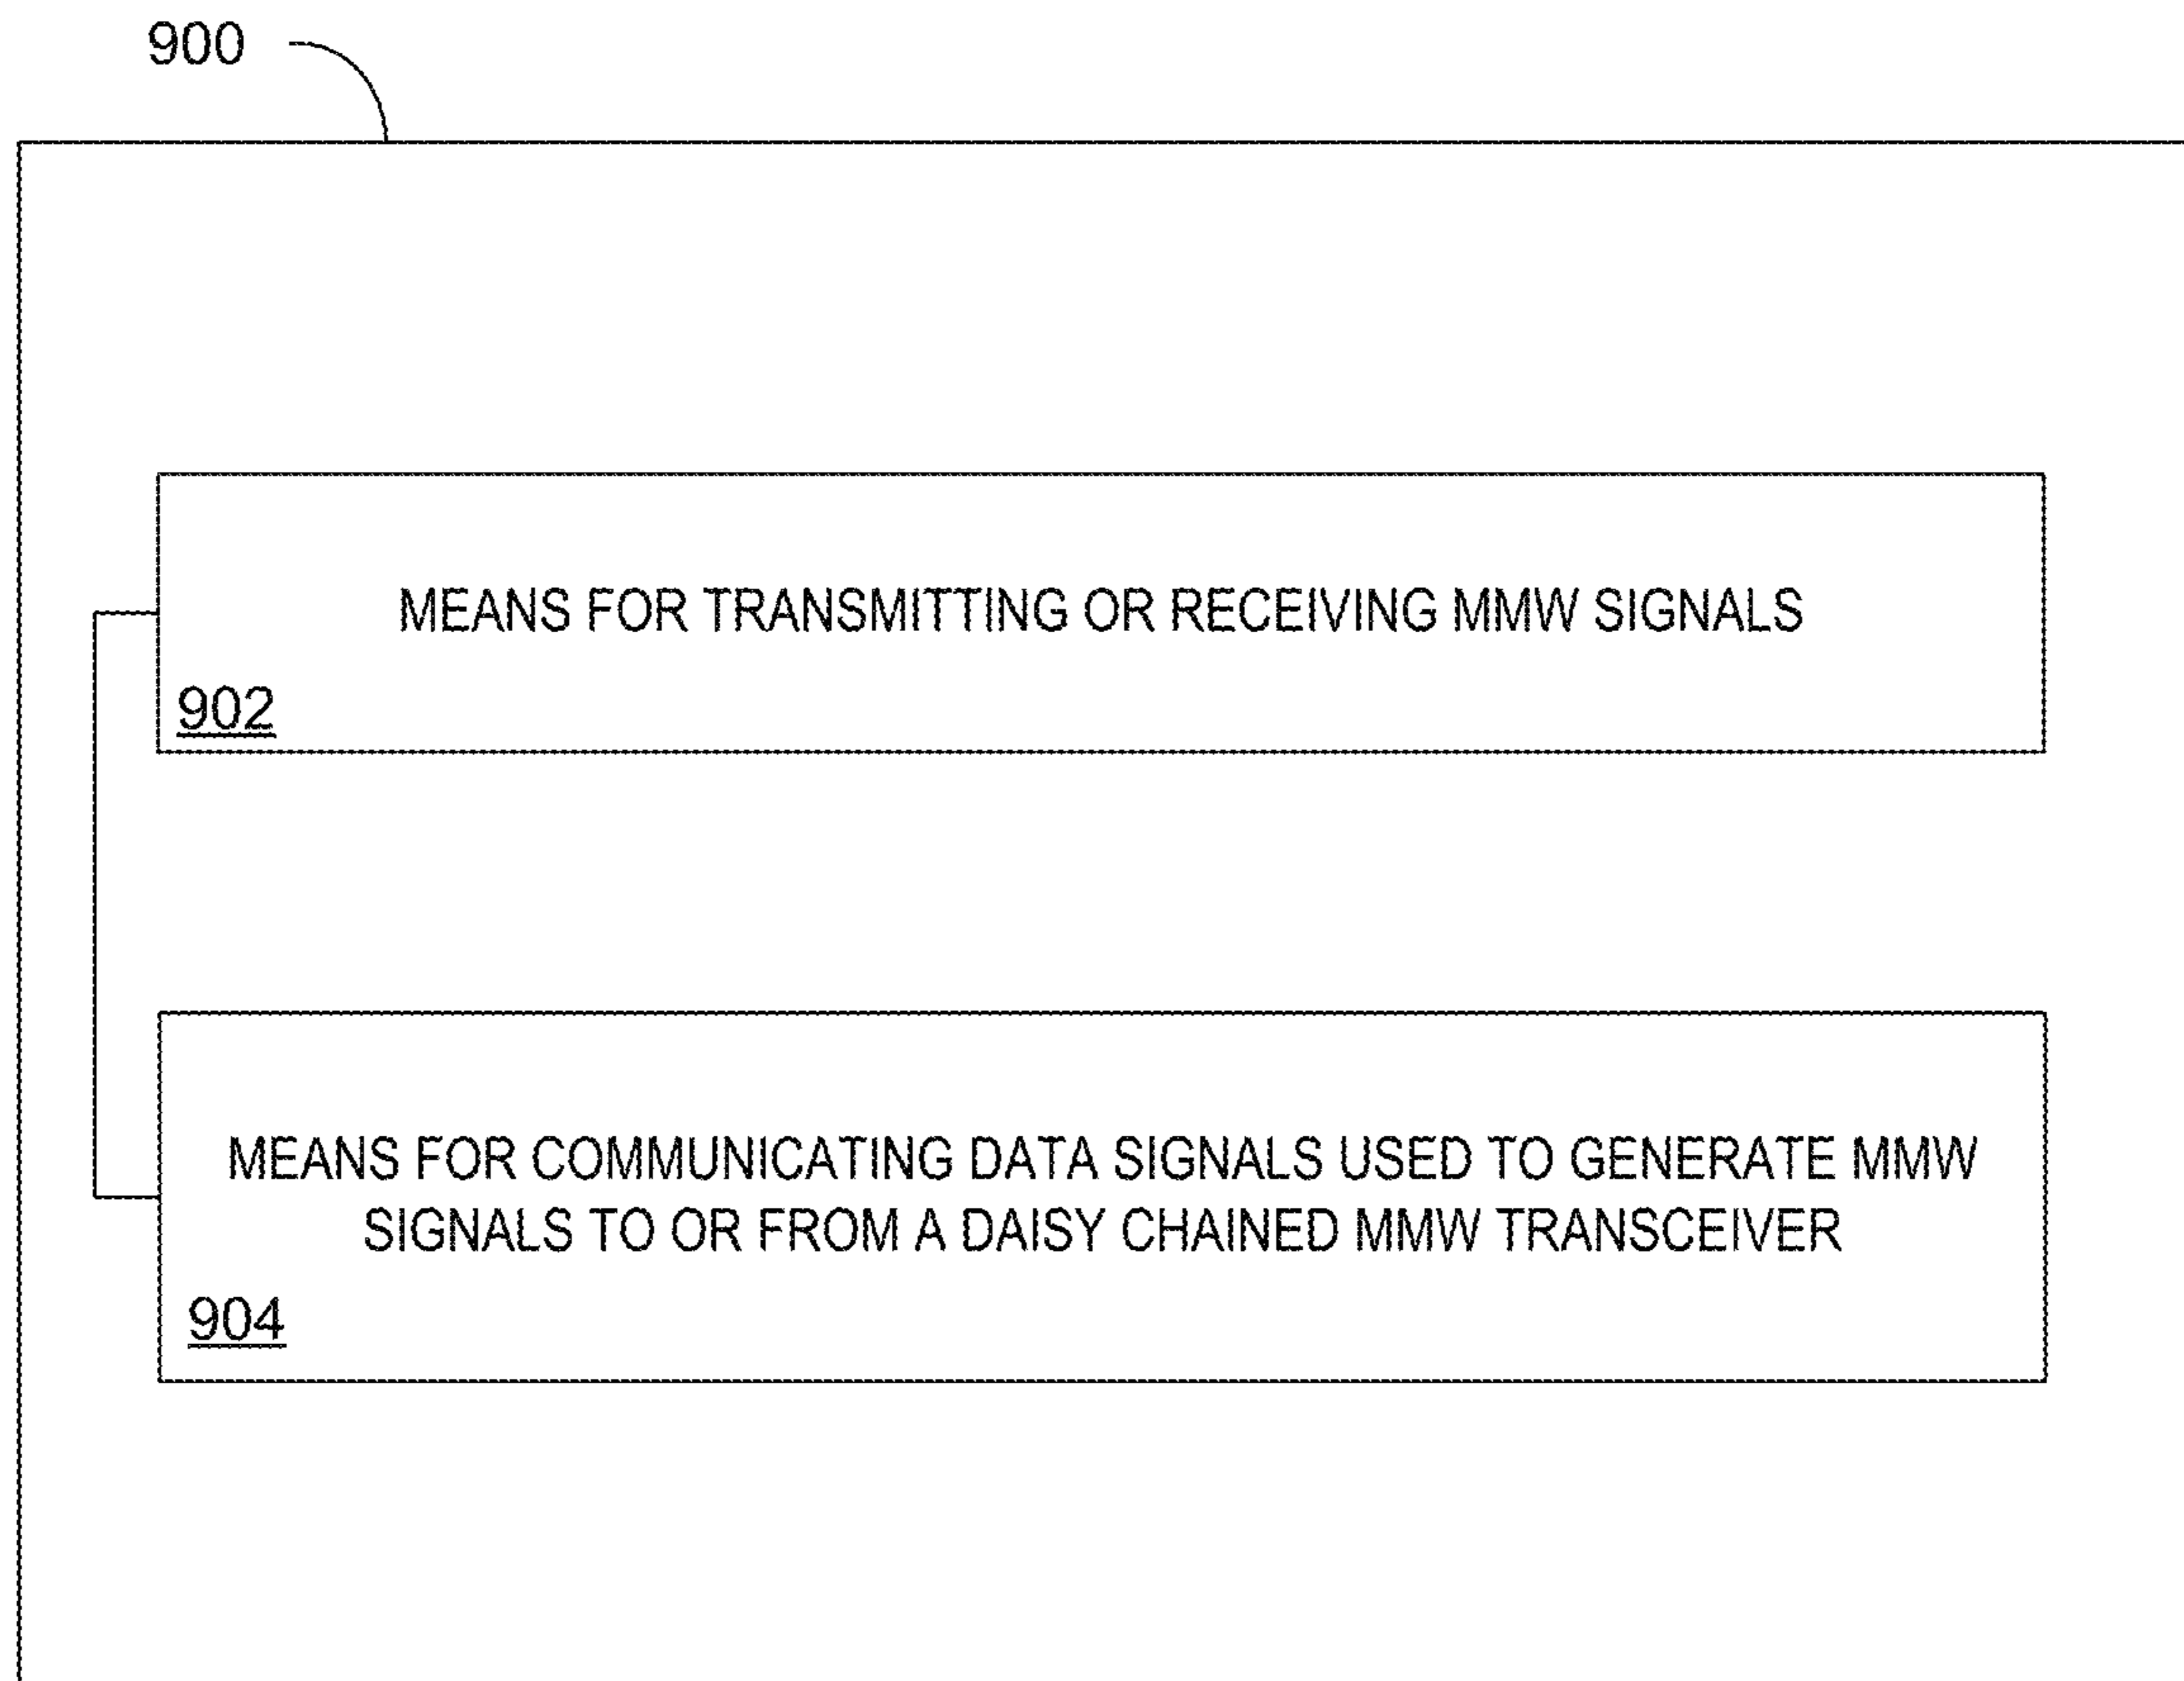 900
MEANS FOR TRANSMITTING OR RECEIVING MMW SIGNALS
902
MEANS FOR COMMUNICATING DATA SIGNALS USED TO GENERATE MMW
SIGNALS TO OR FROM A DAISY CHAINED MMW TRANSCEIVER
904